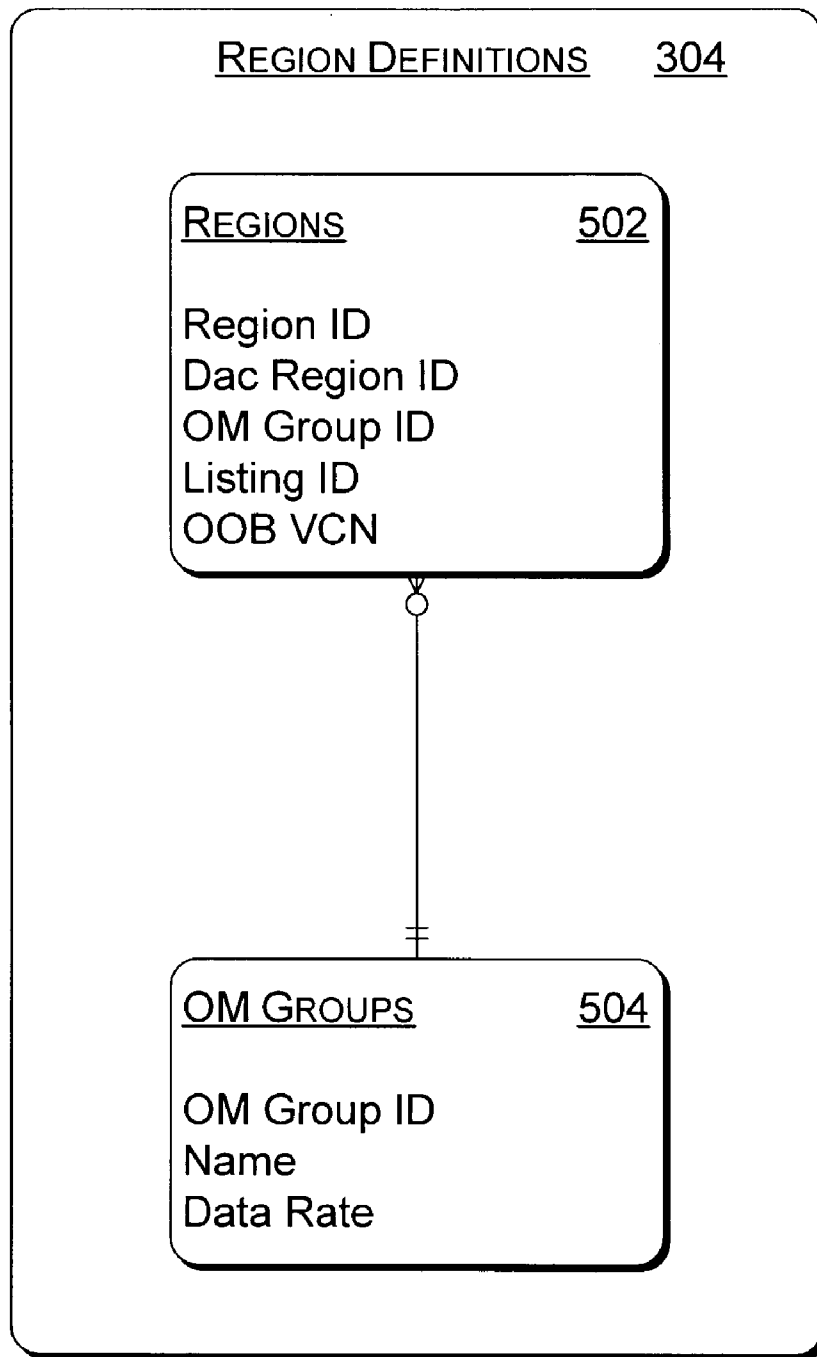 REGION DEFINITIONS 304
REGIONS 502
Region ID
Dac Region ID
OM Group ID
Listing ID
OOB VCN
OM GROUPS 504
OM Group ID
Name
Data Rate